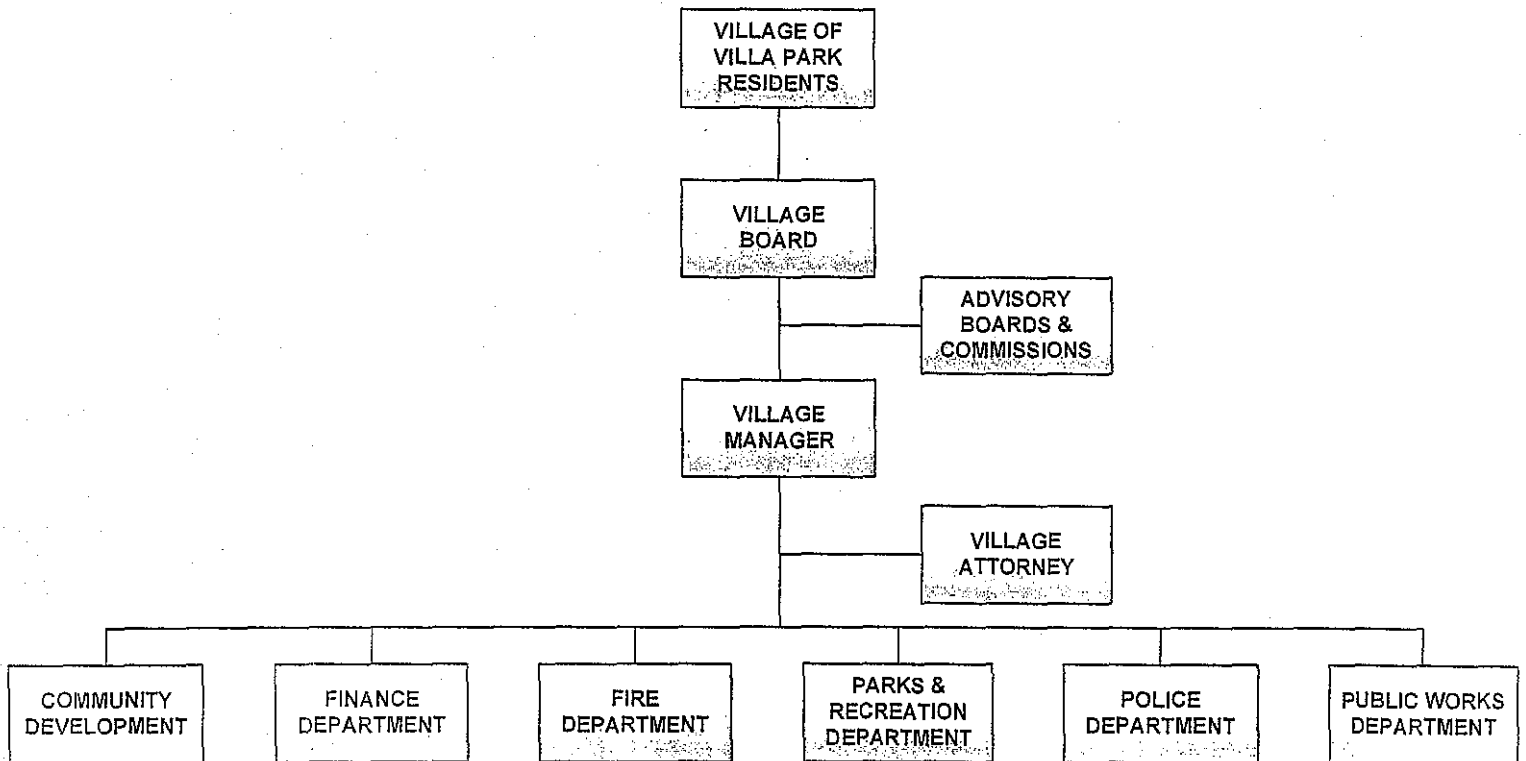 VILLAGE OF
VILLA PARK
RESIDENTS
VILLAGE
BOARD
ADVISORY
BOARDS &
COMMISSIONS
VILLAGE
MANAGER
VILLAGE
ATTORNEY
COMMUNITY
DEVELOPMENT
FINANCE
DEPARTMENT
FIRE
DEPARTMENT
PARKS &
RECREATION
DEPARTMENT
POLICE
DEPARTMENT
PUBLIC WORKS
DEPARTMENT